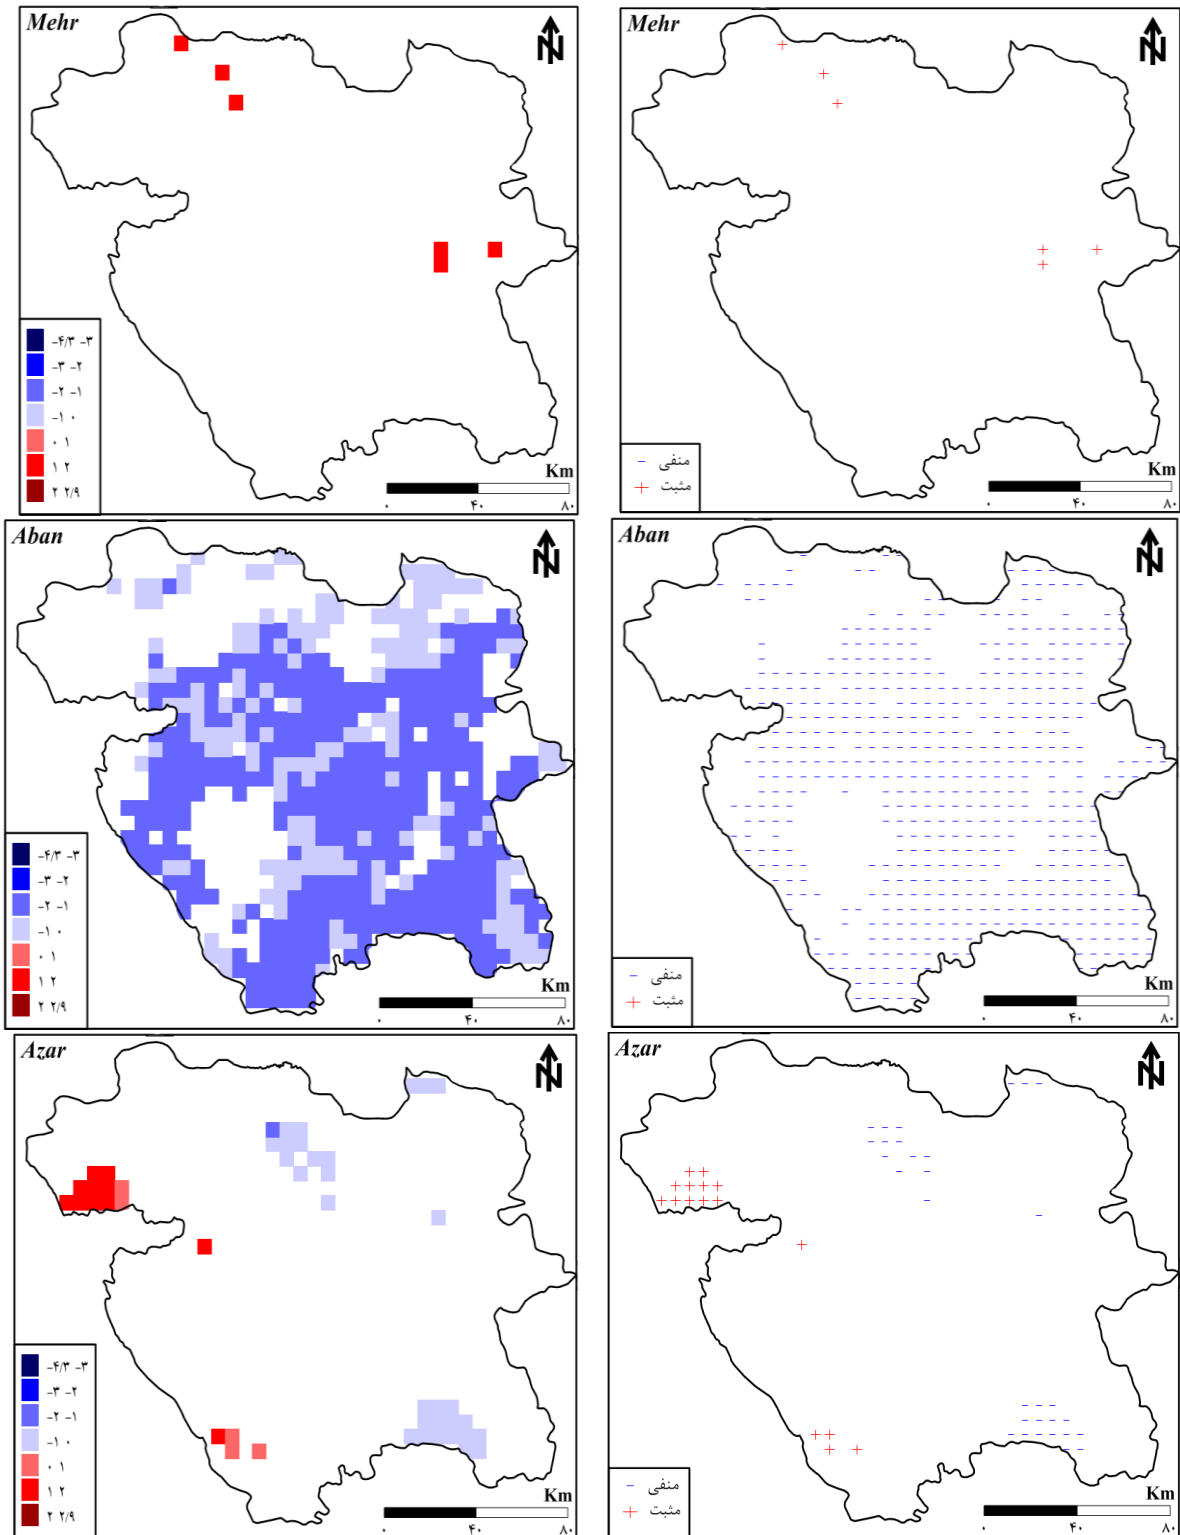 Mehr
N
-۴/۳ -۳
-۳ -۲
-۲ -۱
-۱ ۰
۰ ۱
۱ ۲
۲ ۲/۹
Km
۰ ۴۰ ۸۰
Mehr
N
منفی
مثبت
Km
۰ ۴۰ ۸۰
Aban
N
-۴/۳ -۳
-۳ -۲
-۲ -۱
-۱ ۰
۰ ۱
۱ ۲
۲ ۲/۹
Km
۰ ۴۰ ۸۰
Aban
N
منفی
مثبت
Km
۰ ۴۰ ۸۰
Azar
N
-۴/۳ -۳
-۳ -۲
-۲ -۱
-۱ ۰
۰ ۱
۱ ۲
۲ ۲/۹
Km
۰ ۴۰ ۸۰
Azar
N
منفی
مثبت
Km
۰ ۴۰ ۸۰